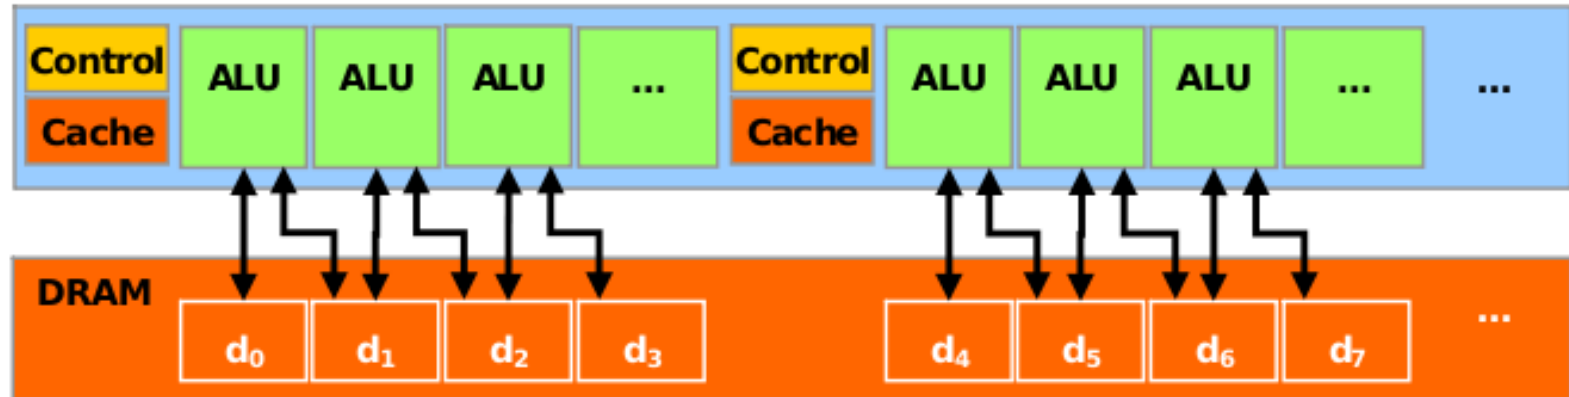 Control ALU ALU ALU ... Control ALU ALU ALU ... ...
Cache Cache
DRAM ...
d₀ d₁ d₂ d₃ d₄ d₅ d₆ d₇